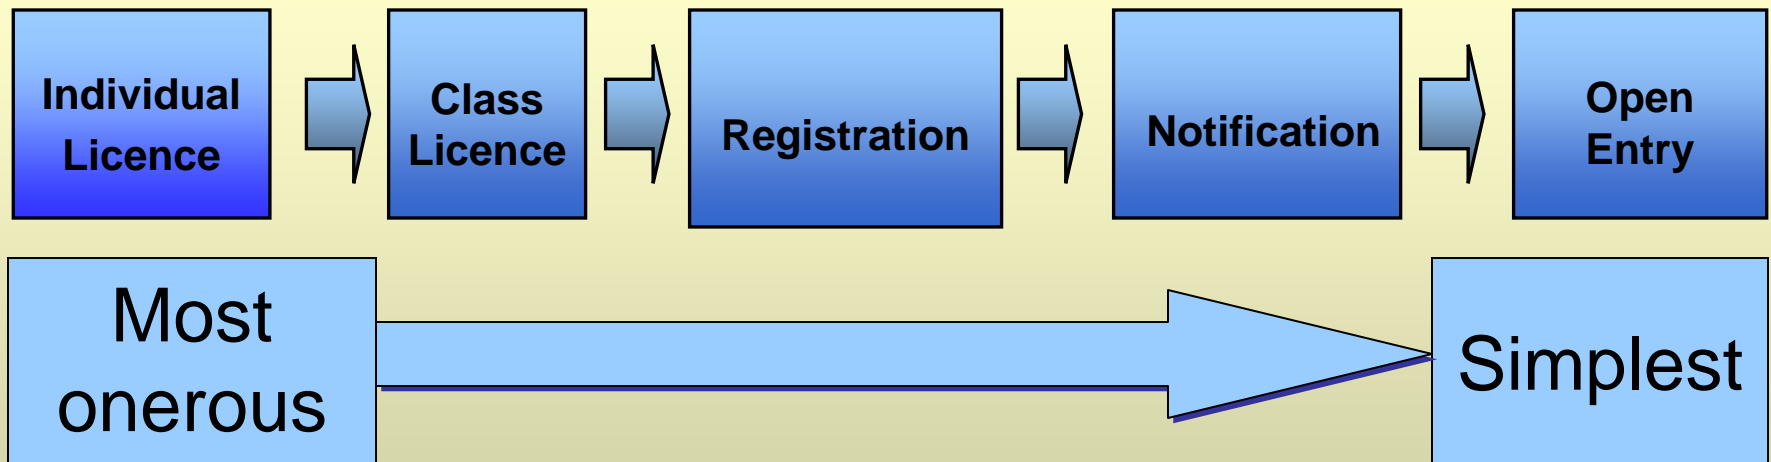 Individual
Licence
Class
Licence
Registration
Notification
Open
Entry
Most
onerous
Simplest